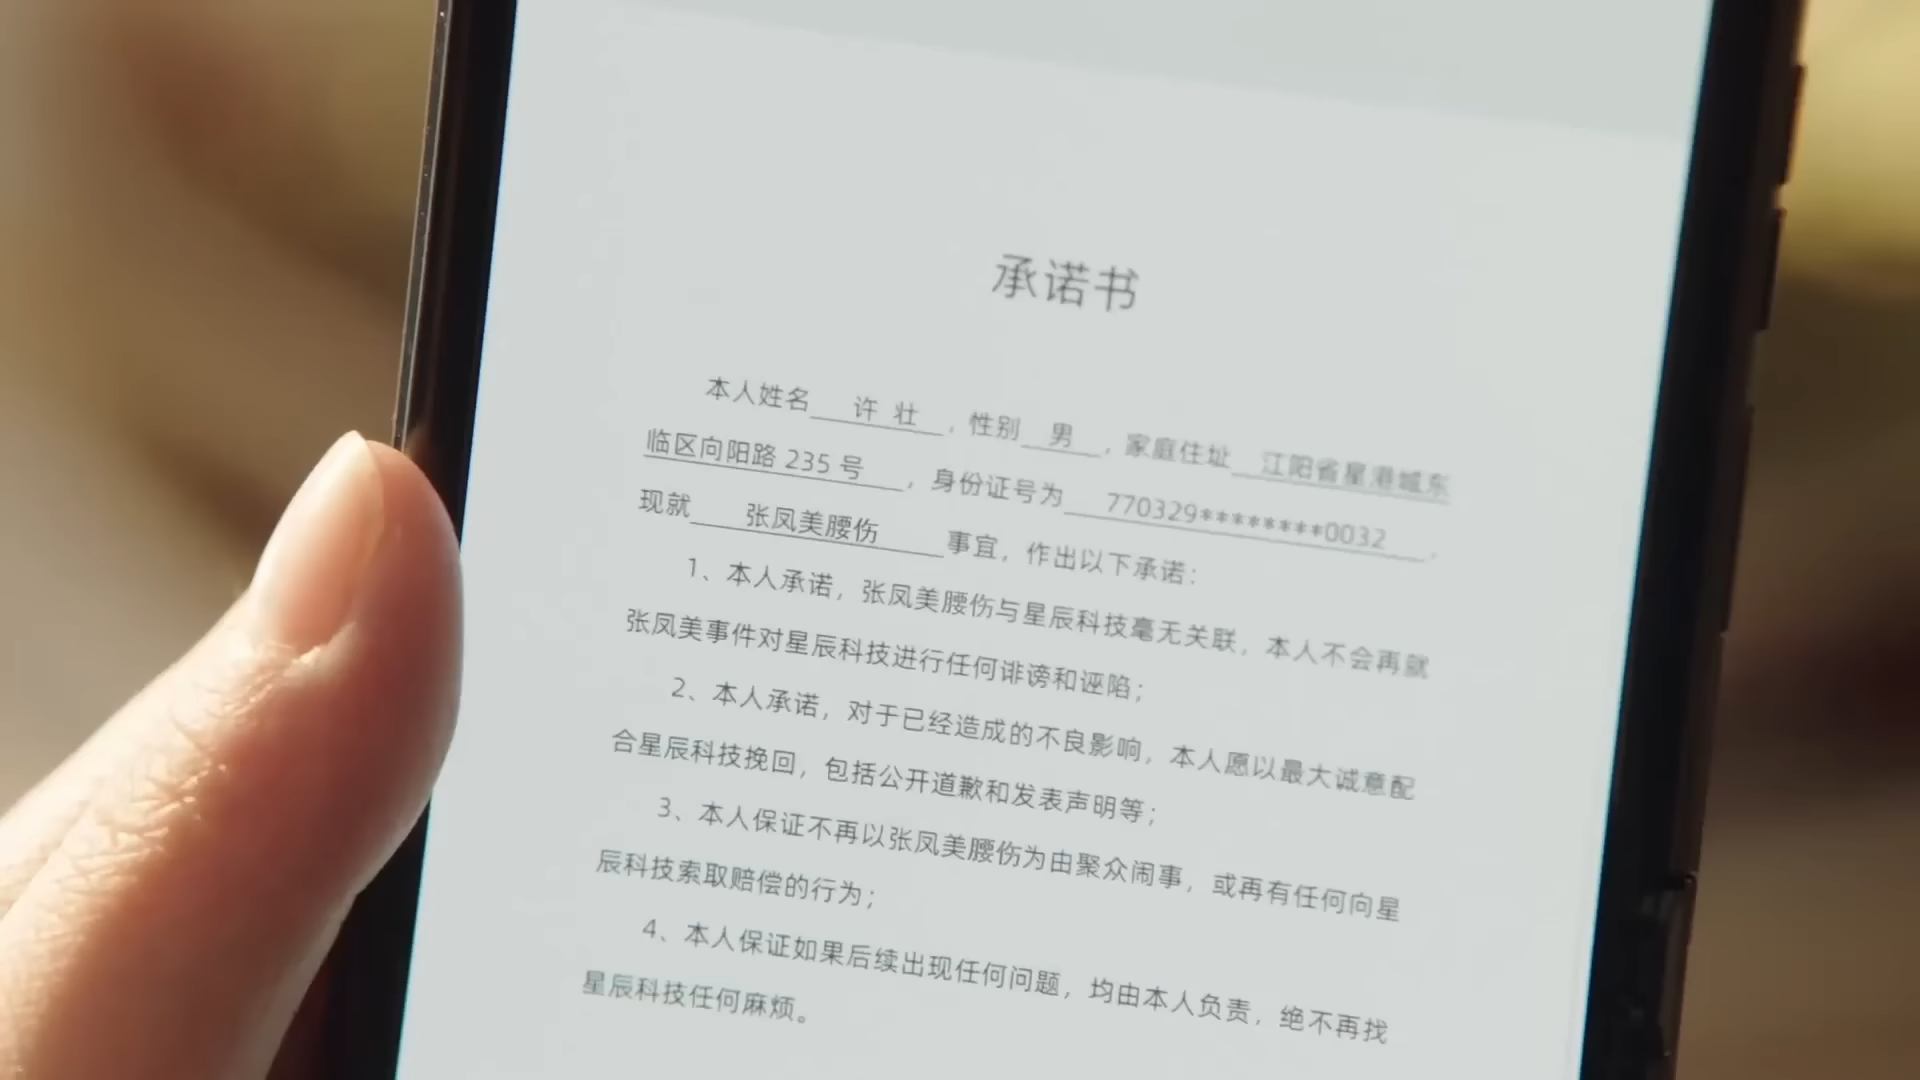 承诺书
本人姓名 许 壮 ，性别 男 ，家庭住址 江阳省星港城东
临区向阳路 235 号 ，身份证号为 770329********0032 ，
现就 张凤美腰伤 事宜，作出以下承诺：
1、本人承诺，张凤美腰伤与星辰科技毫无关联，本人不会再就
张凤美事件对星辰科技进行任何诽谤和诬陷；
2、本人承诺，对于已经造成的不良影响，本人愿以最大诚意配
合星辰科技挽回，包括公开道歉和发表声明等；
3、本人保证不再以张凤美腰伤为由聚众闹事，或再有任何向星
辰科技索取赔偿的行为；
4、本人保证如果后续出现任何问题，均由本人负责，绝不再找
星辰科技任何麻烦。